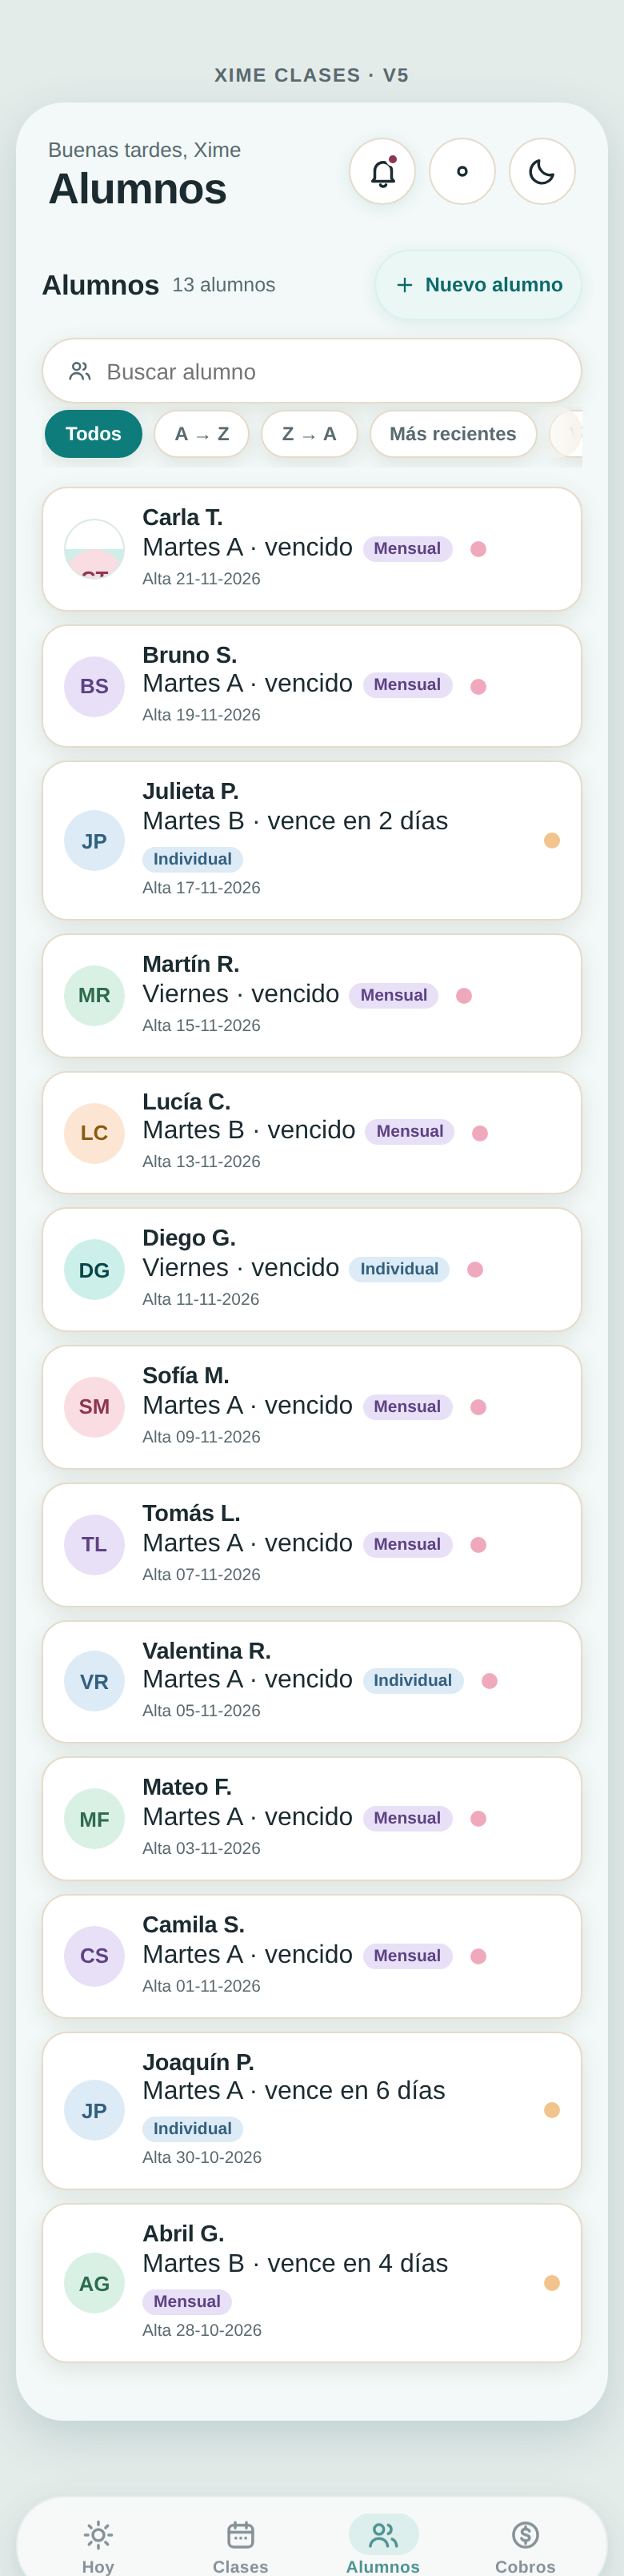 XIME CLASES · V5
Buenas tardes, Xime
Alumnos
Alumnos 13 alumnos
+ Nuevo alumno
Buscar alumno
Todos
A → Z
Z → A
Más recientes
Carla T.
Martes A · vencido Mensual
Alta 21-11-2026
BS
Bruno S.
Martes A · vencido Mensual
Alta 19-11-2026
JP
Julieta P.
Martes B · vence en 2 días
Individual
Alta 17-11-2026
MR
Martín R.
Viernes · vencido Mensual
Alta 15-11-2026
LC
Lucía C.
Martes B · vencido Mensual
Alta 13-11-2026
DG
Diego G.
Viernes · vencido Individual
Alta 11-11-2026
SM
Sofía M.
Martes A · vencido Mensual
Alta 09-11-2026
TL
Tomás L.
Martes A · vencido Mensual
Alta 07-11-2026
VR
Valentina R.
Martes A · vencido Individual
Alta 05-11-2026
MF
Mateo F.
Martes A · vencido Mensual
Alta 03-11-2026
CS
Camila S.
Martes A · vencido Mensual
Alta 01-11-2026
JP
Joaquín P.
Martes A · vence en 6 días
Individual
Alta 30-10-2026
AG
Abril G.
Martes B · vence en 4 días
Mensual
Alta 28-10-2026
Hoy
Clases
Alumnos
Cobros